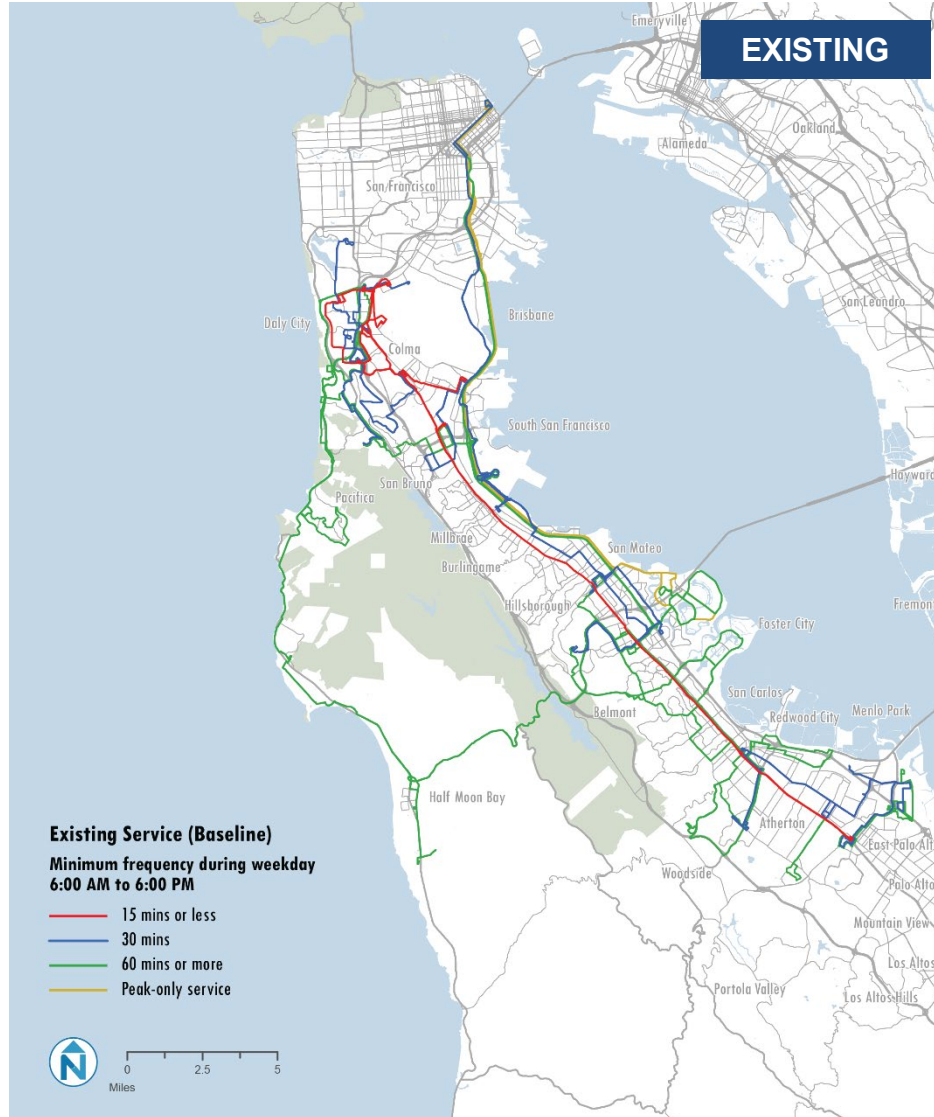 EXISTING
Emeryville
Oakland
Alameda
San Francisco
San Leandro
Daly City
Brisbane
Colma
South San Francisco
Hayward
San Bruno
Pacifica
Millbrae
San Mateo
Burlingame
Hillsborough
Fremon
Foster City
San Carlos
Belmont
Redwood City
Menlo Park
Half Moon Bay
Atherton
East Palo Alt
Woodside
Palo Alto
Mountain View
Los Altos
Portola Valley
Los Altos Hills
Existing Service (Baseline)
Minimum frequency during weekday
6:00 AM to 6:00 PM
15 mins or less
30 mins
60 mins or more
Peak-only service
N
0 2.5 5
Miles